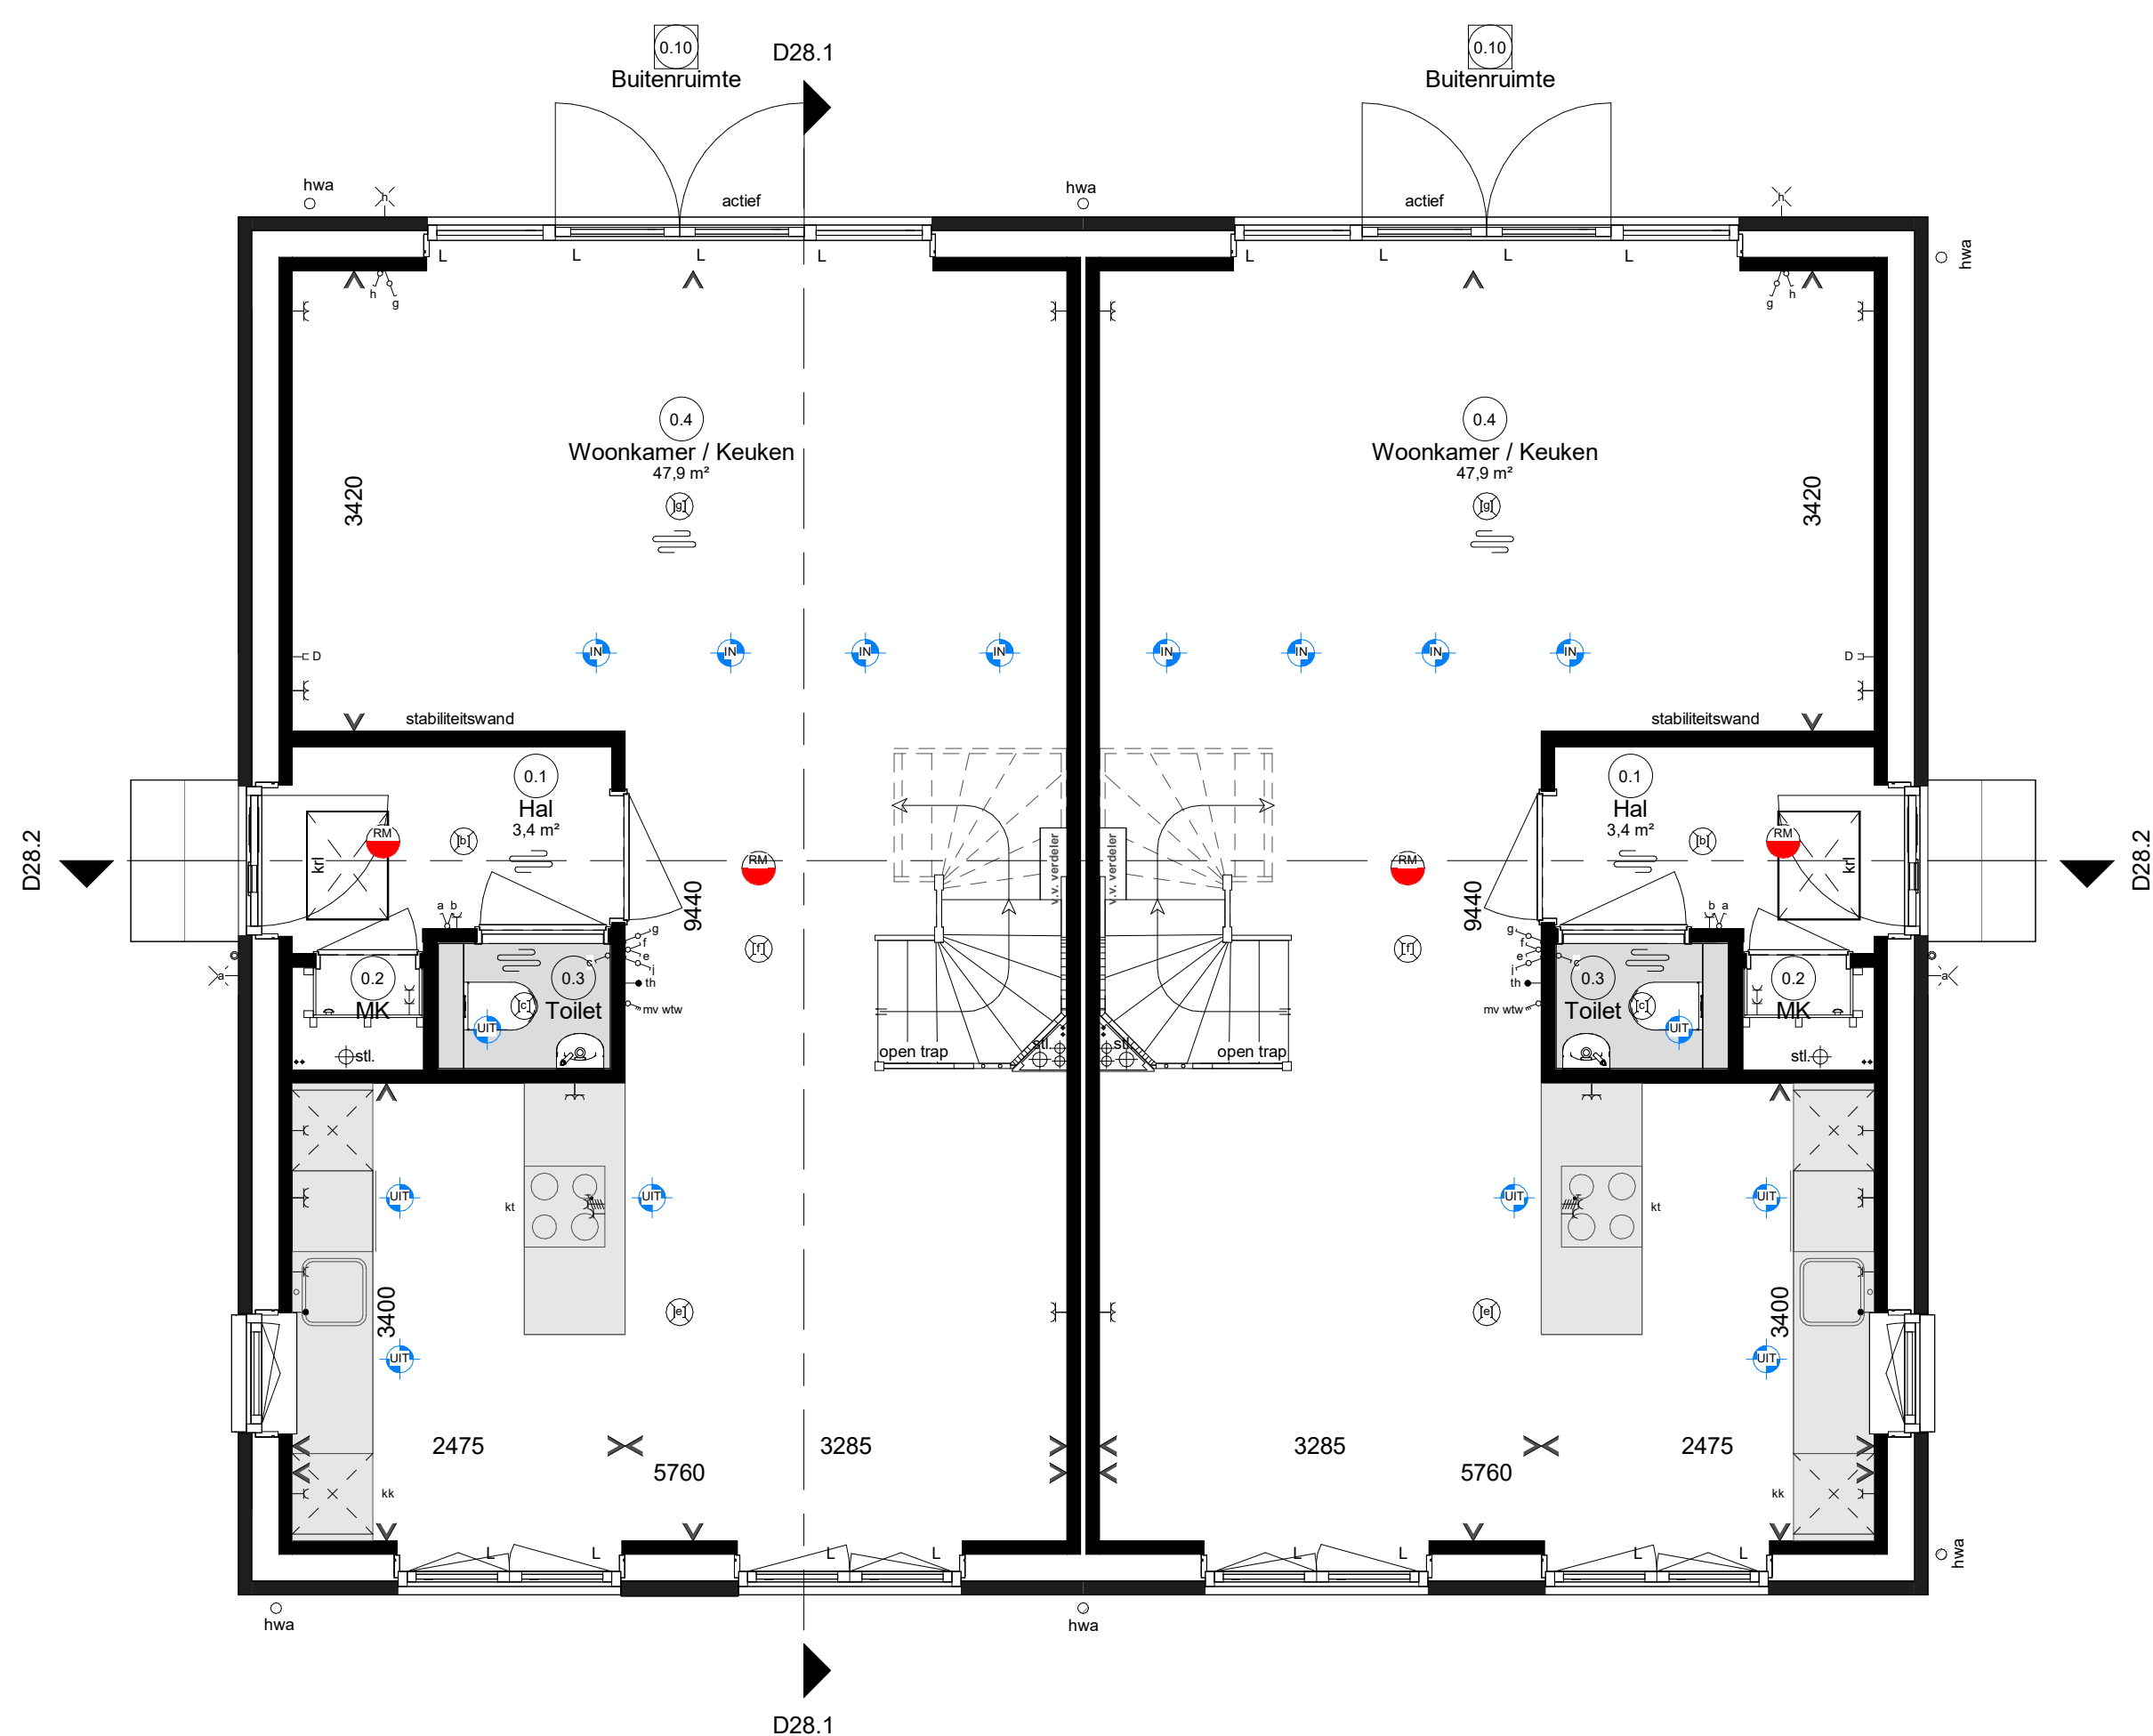 0.10
0.10
D28.1
Buitenruimte
Buitenruimte
hwa
h
actief
hwa
actief
h
hwa
L
L
L
L
L
L
L
L
h
g
g
h
0.4
0.4
Woonkamer / Keuken
Woonkamer / Keuken
47,9 m²
47,9 m²
3420
3420
[g]
[g]
D
IN
IN
IN
IN
IN
IN
IN
IN
D
stabiliteitswand
stabiliteitswand
0.1
0.1
Hal
Hal
3,4 m²
3,4 m²
D28.2
krl
RM
[b]
RM
v.v. verdeler
v.v. verdeler
RM
[b]
RM
krl
D28.2
9440
9440
a b
b a
g
f
e
j
c
th
mv wtw
[f]
[f]
g
f
e
j
c
th
mv wtw
a
a
0.2
MK
0.3
Toilet
[c]
UIT
0.3
Toilet
[c]
UIT
0.2
MK
stl.
open trap
stl.
stl.
open trap
stl.
UIT
kt
UIT
UIT
kt
UIT
3400
[e]
[e]
3400
UIT
UIT
2475
3285
3285
2475
5760
5760
kk
kk
L
L
L
L
L
L
L
L
hwa
hwa
hwa
D28.1